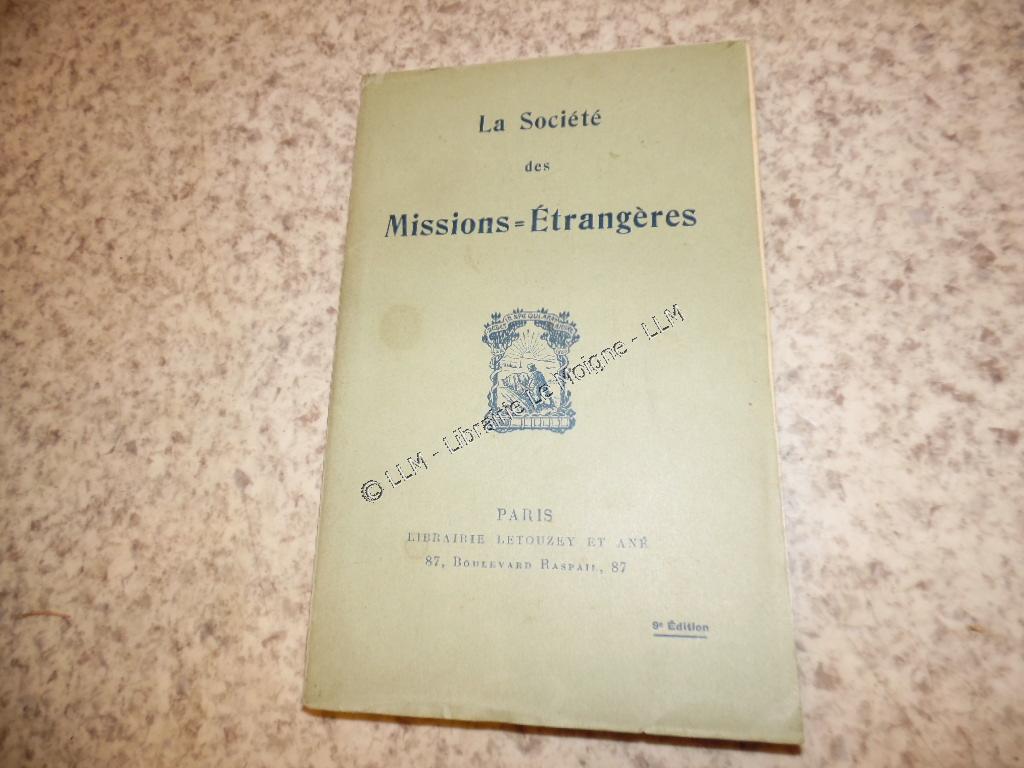 La Société
des
Missions=Étrangères
© LLM - Librairie Le Moigne - LLM
PARIS
LIBRAIRIE LETOUZEY ET ANÉ
87, BOULEVARD RASPAIL, 87
9e Édition